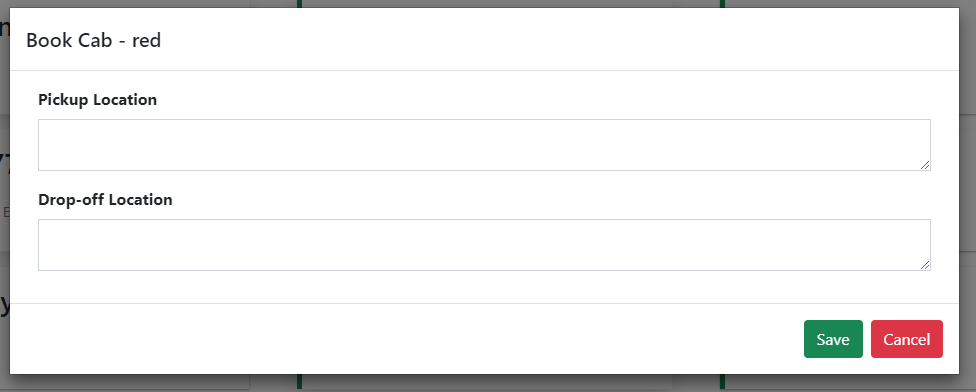 Book Cab - red
Pickup Location
Drop-off Location
Save
Cancel